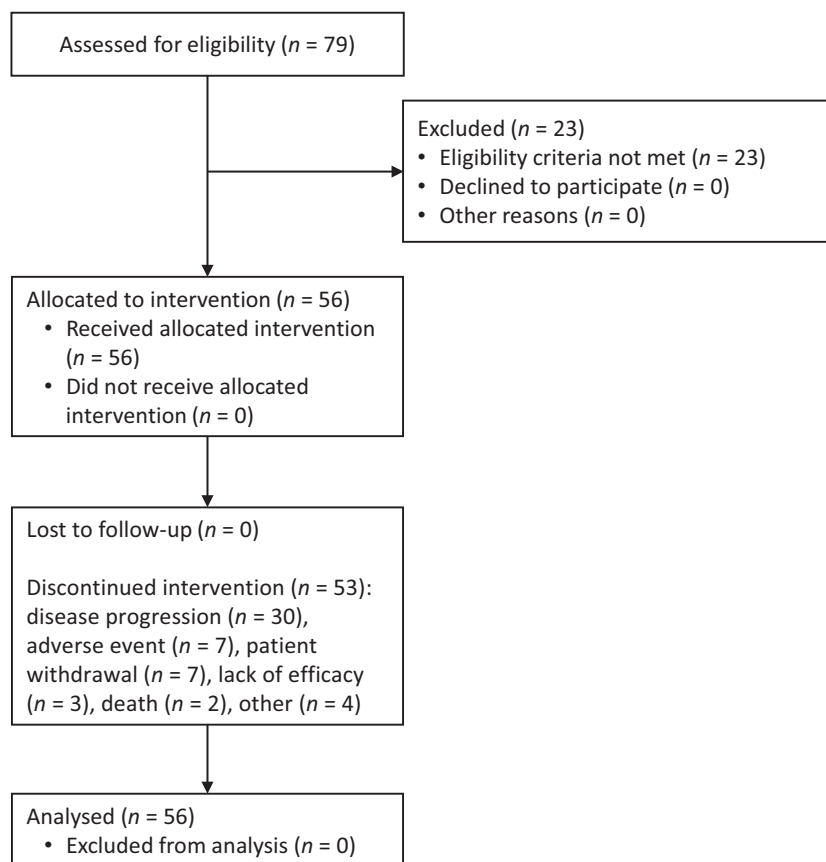 Assessed for eligibility (n = 79)
Excluded (n = 23)
• Eligibility criteria not met (n = 23)
• Declined to participate (n = 0)
• Other reasons (n = 0)
Allocated to intervention (n = 56)
• Received allocated intervention
(n = 56)
• Did not receive allocated
intervention (n = 0)
Lost to follow-up (n = 0)
Discontinued intervention (n = 53):
disease progression (n = 30),
adverse event (n = 7), patient
withdrawal (n = 7), lack of efficacy
(n = 3), death (n = 2), other (n = 4)
Analysed (n = 56)
• Excluded from analysis (n = 0)